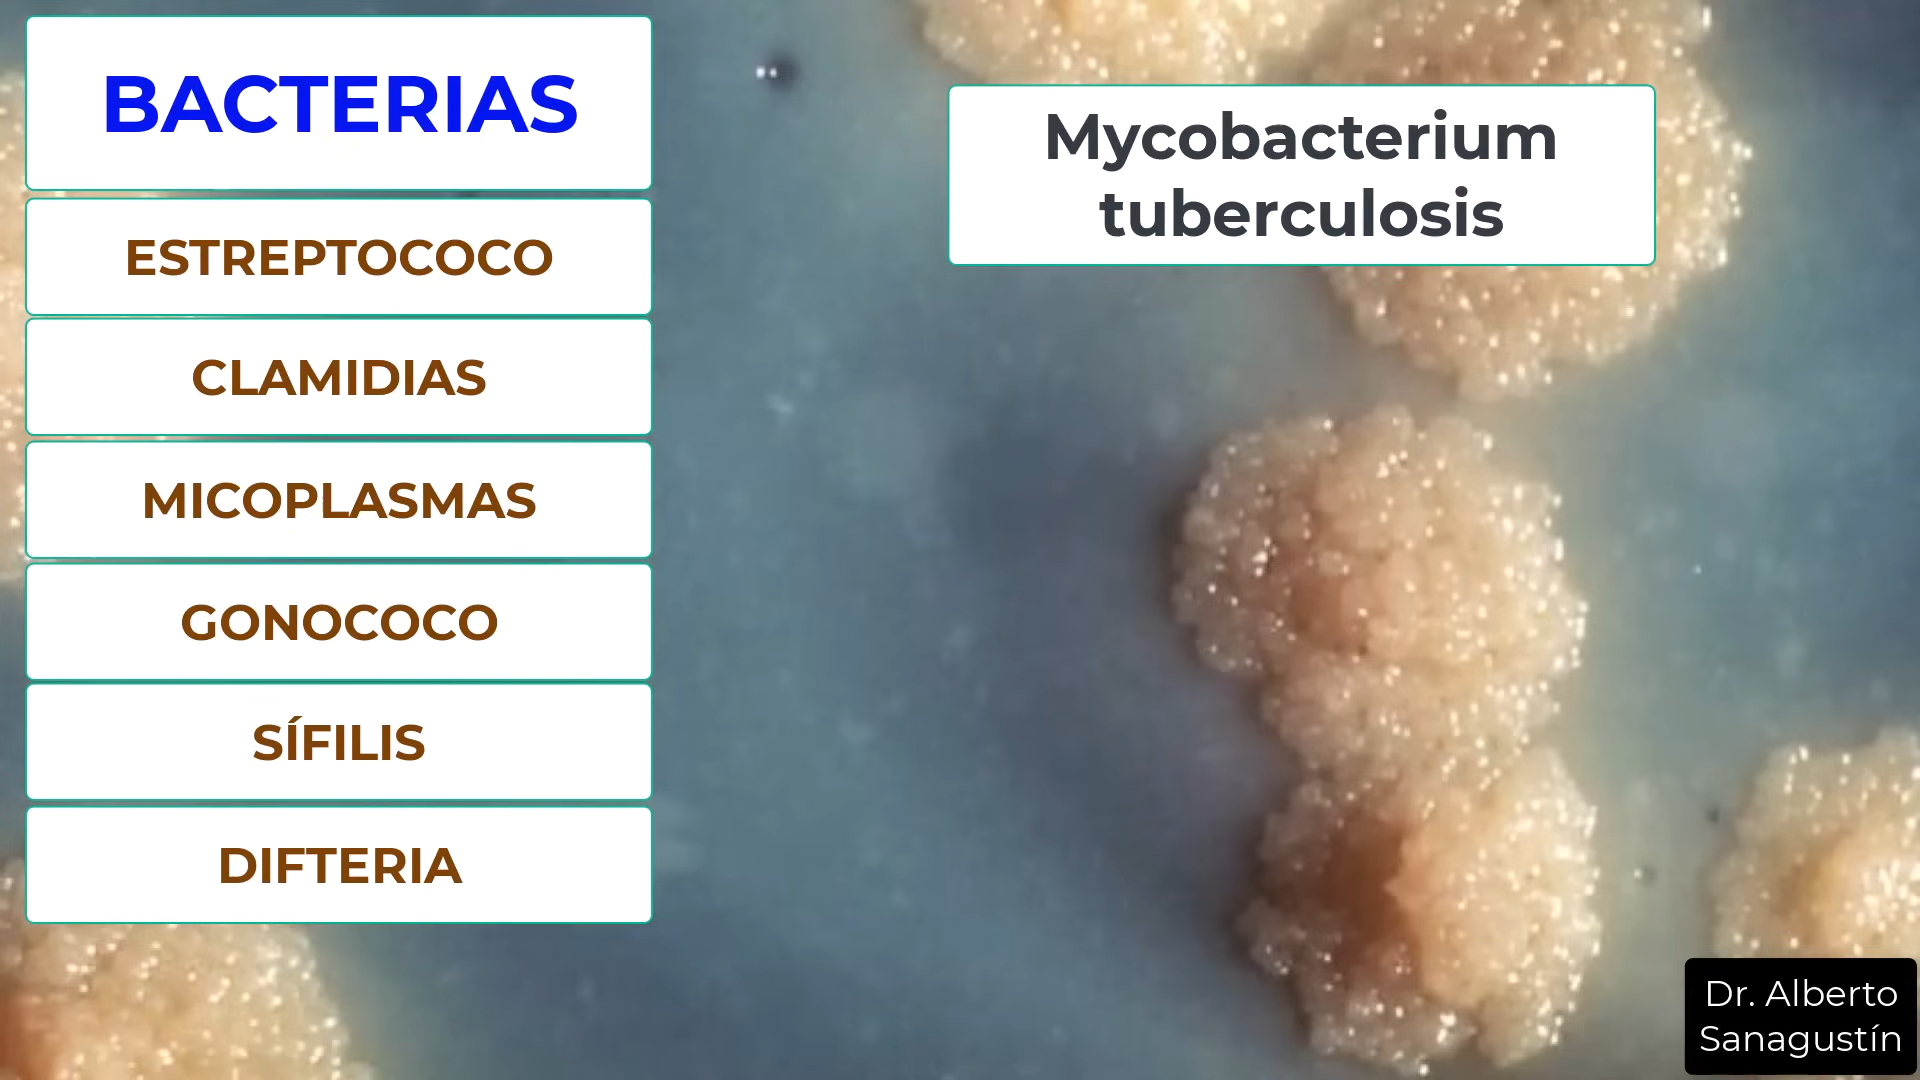 BACTERIAS
ESTREPTOCOCO
CLAMIDIAS
MICOPLASMAS
GONOCOCO
SÍFILIS
DIFTERIA
Mycobacterium
tuberculosis
Dr. Alberto
Sanagustín